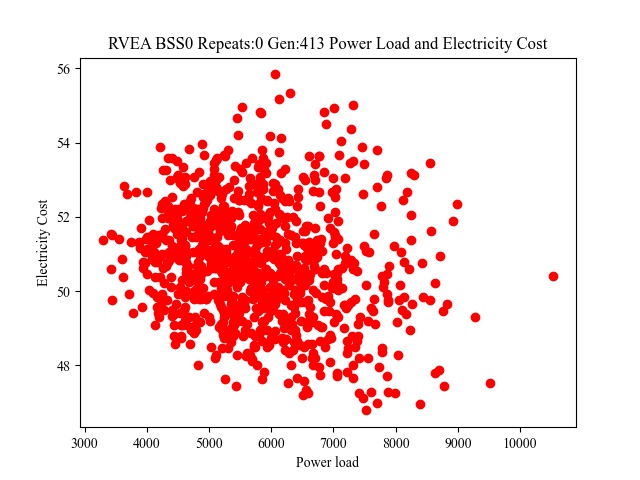 RVEA BSS0 Repeats:0 Gen:413 Power Load and Electricity Cost
56
54
52
50
48
Electricity Cost
3000 4000 5000 6000 7000 8000 9000 10000
Power load